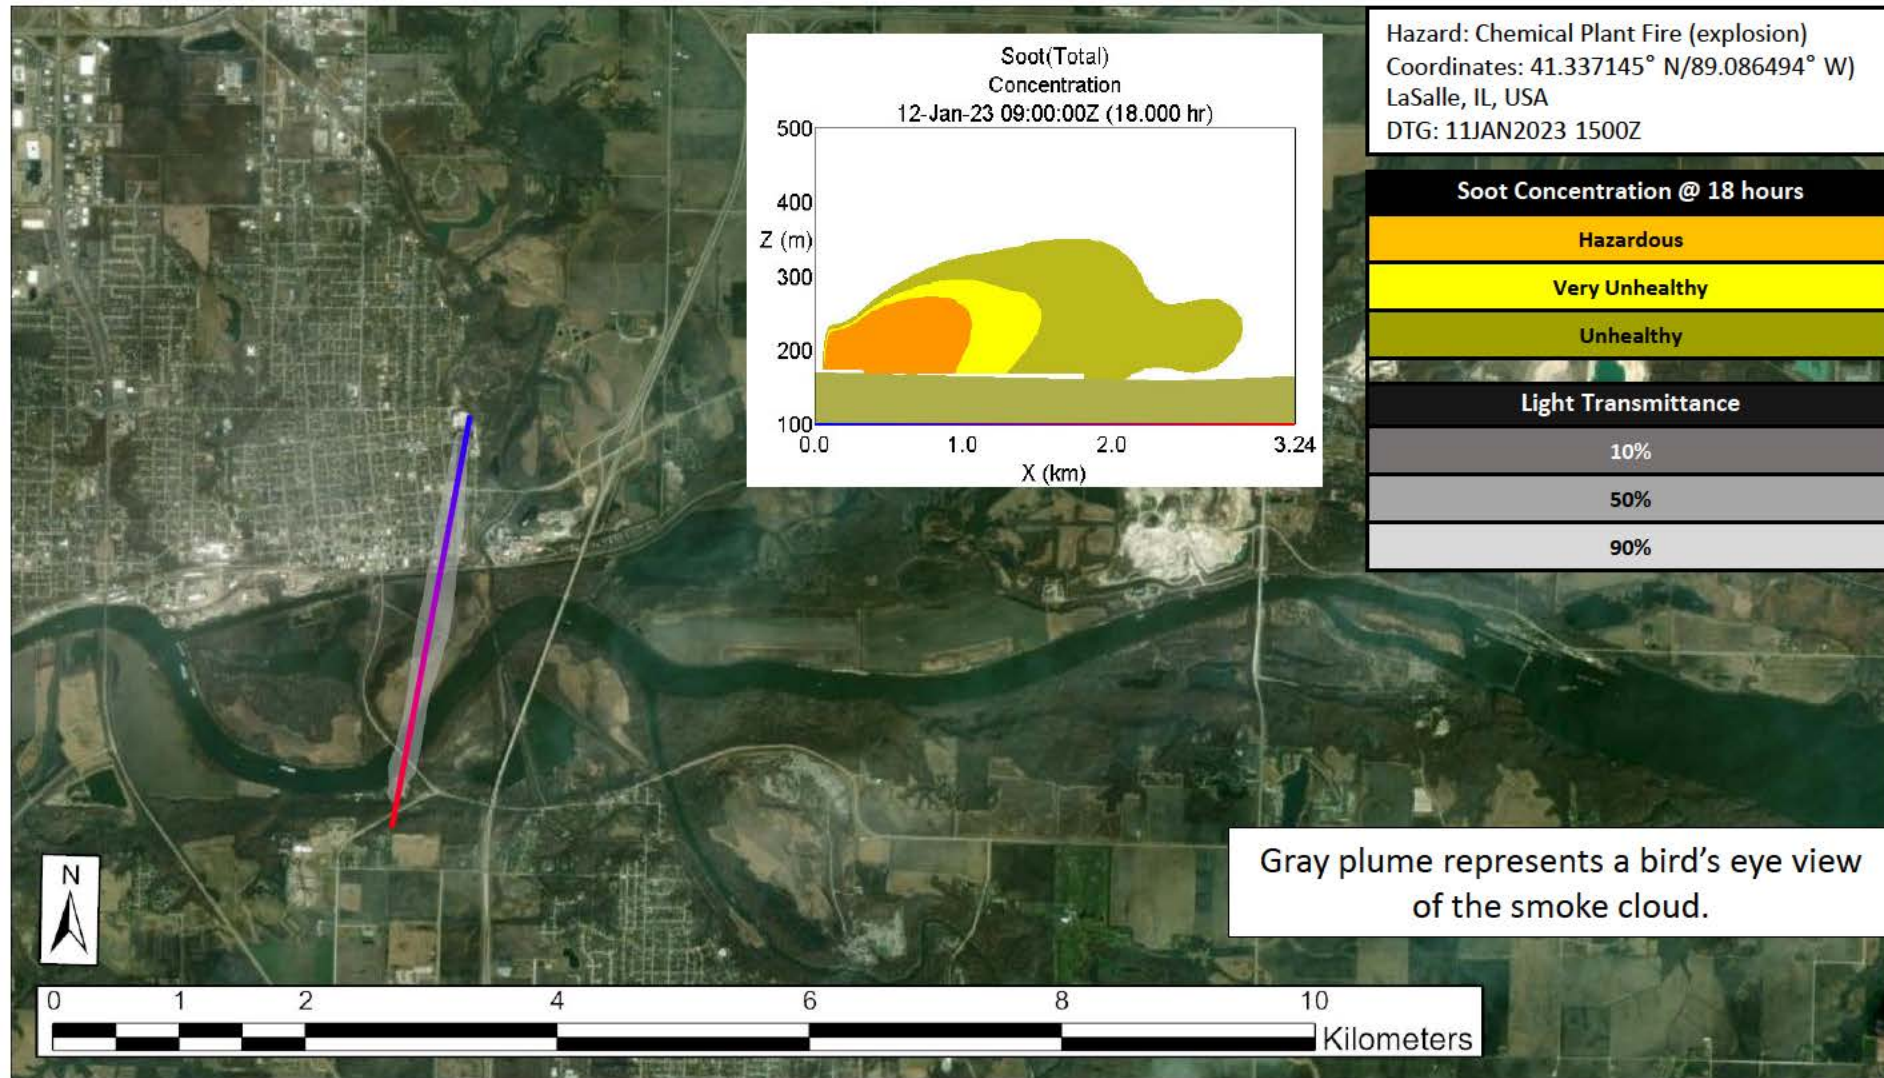 Soot(Total)
Concentration
12-Jan-23 09:00:00Z (18.000 hr)
500
400
Z (m)
300
200
100
0.0 1.0 2.0 3.24
X (km)
Hazard: Chemical Plant Fire (explosion)
Coordinates: 41.337145° N/89.086494° W)
LaSalle, IL, USA
DTG: 11JAN2023 1500Z
Soot Concentration @ 18 hours
Hazardous
Very Unhealthy
Unhealthy
Light Transmittance
10%
50%
90%
Gray plume represents a bird’s eye view
of the smoke cloud.
N
0 1 2 4 6 8 10
Kilometers